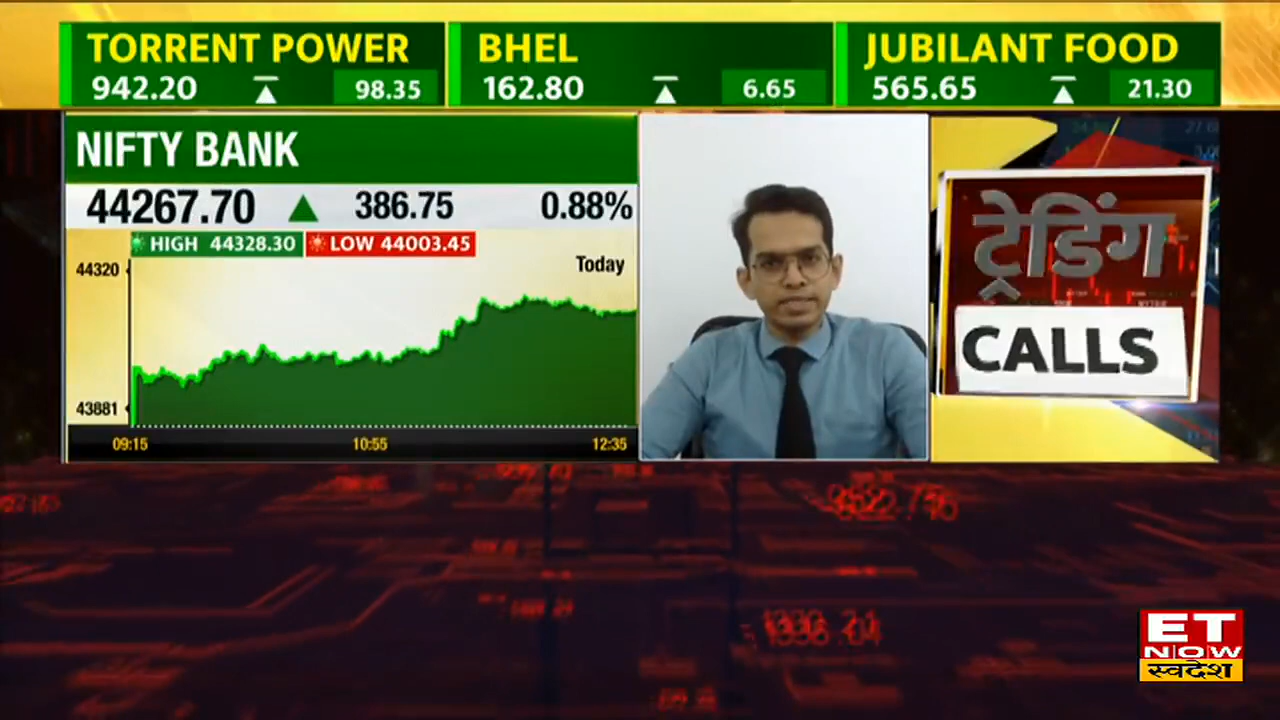 TORRENT POWER
942.20 98.35
BHEL
162.80 6.65
JUBILANT FOOD
565.65 21.30
NIFTY BANK
44267.70 386.75 0.88%
HIGH 44328.30 LOW 44003.45
44320
Today
43881
09:15 10:55 12:35
ट्रेडिंग
CALLS
ET
NOW
स्वदेश